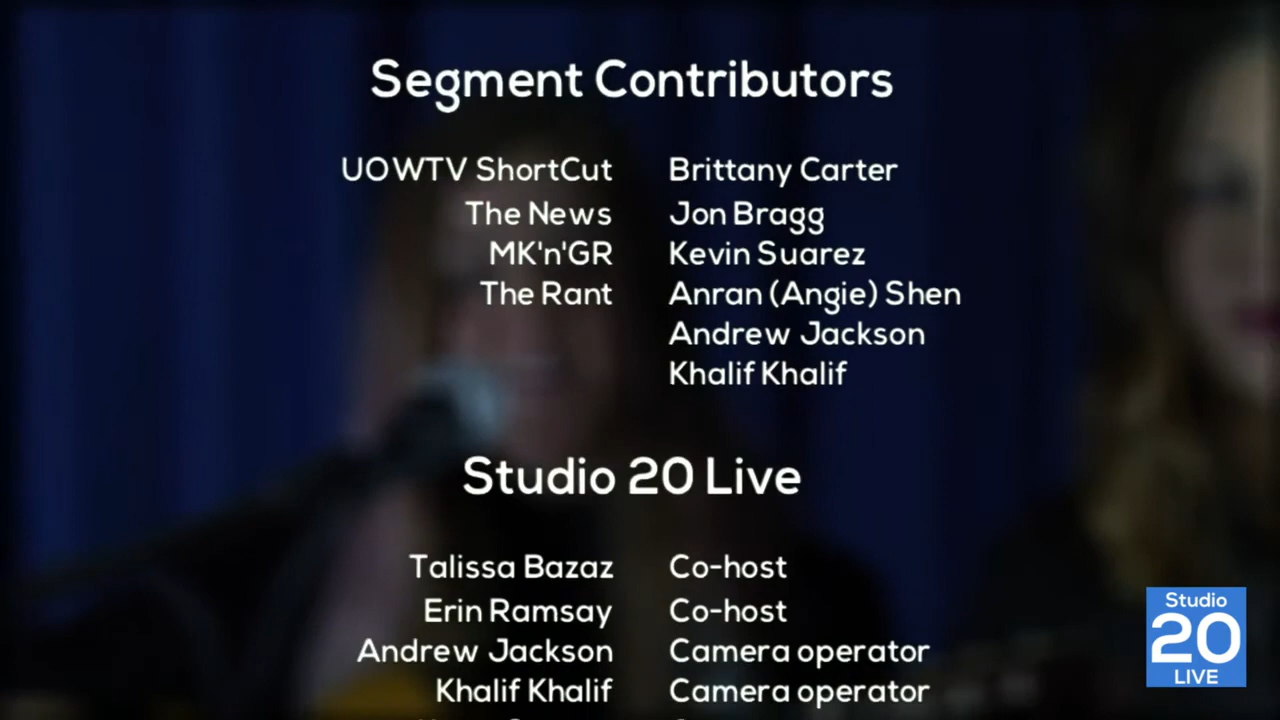 Segment Contributors
UOWTV ShortCut Brittany Carter
The News Jon Bragg
MK'n'GR Kevin Suarez
The Rant Anran (Angie) Shen
Andrew Jackson
Khalif Khalif
Studio 20 Live
Talissa Bazaz Co-host
Erin Ramsay Co-host
Andrew Jackson Camera operator
Khalif Khalif Camera operator
Studio
20
LIVE